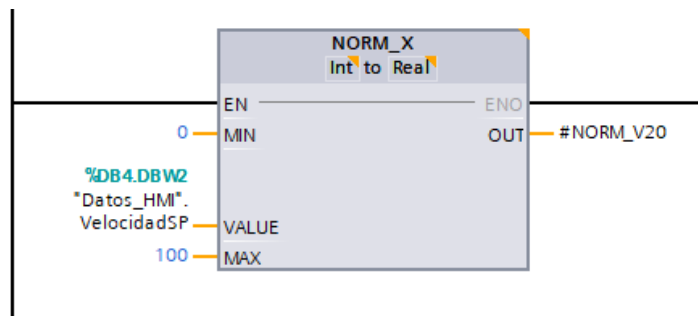 NORM_X
Int to Real
EN ENO
0 MIN OUT #NORM_V20
%DB4.DBW2
"Datos_HMI".
VelocidadSP VALUE
100 MAX